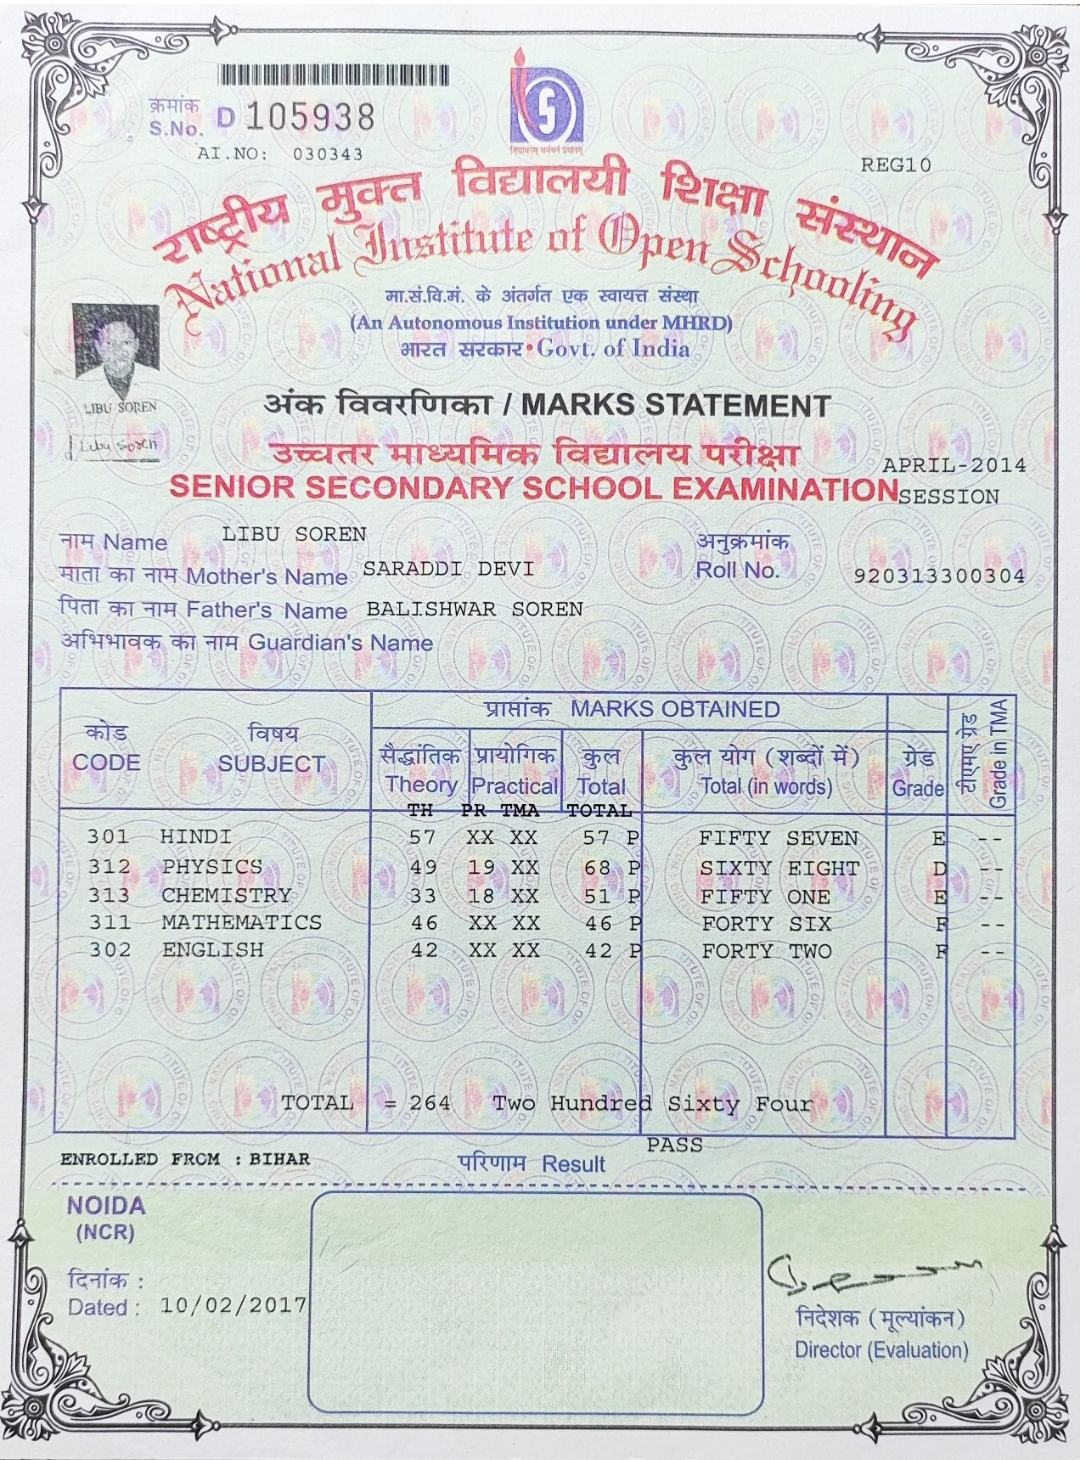 क्रमांक
S.No. D 105938
AI.NO: 030343
REG10
राष्ट्रीय मुक्त विद्यालयी शिक्षा संस्थान
National Institute of Open Schooling
मा.सं.वि.मं. के अंतर्गत एक स्वायत्त संस्था
(An Autonomous Institution under MHRD)
भारत सरकार • Govt. of India
LIBU SOREN
Libu Soren
अंक विवरणिका / MARKS STATEMENT
उच्चतर माध्यमिक विद्यालय परीक्षा
SENIOR SECONDARY SCHOOL EXAMINATION
APRIL-2014
SESSION
नाम Name LIBU SOREN
अनुक्रमांक
Roll No. 920313300304
माता का नाम Mother's Name SARADDI DEVI
पिता का नाम Father's Name BALISHWAR SOREN
अभिभावक का नाम Guardian's Name
प्राप्तांक MARKS OBTAINED
कोड विषय सैद्धांतिक प्रायोगिक कुल कुल योग (शब्दों में) ग्रेड टीएमए ग्रेड
CODE SUBJECT Theory Practical Total Total (in words) Grade Grade in TMA
TH PR TMA TOTAL
301 HINDI 57 XX XX 57 P FIFTY SEVEN E --
312 PHYSICS 49 19 XX 68 P SIXTY EIGHT D --
313 CHEMISTRY 33 18 XX 51 P FIFTY ONE E --
311 MATHEMATICS 46 XX XX 46 P FORTY SIX F --
302 ENGLISH 42 XX XX 42 P FORTY TWO F --
TOTAL = 264 Two Hundred Sixty Four
ENROLLED FROM : BIHAR
परिणाम Result PASS
NOIDA
(NCR)
दिनांक :
Dated : 10/02/2017
निदेशक (मूल्यांकन)
Director (Evaluation)